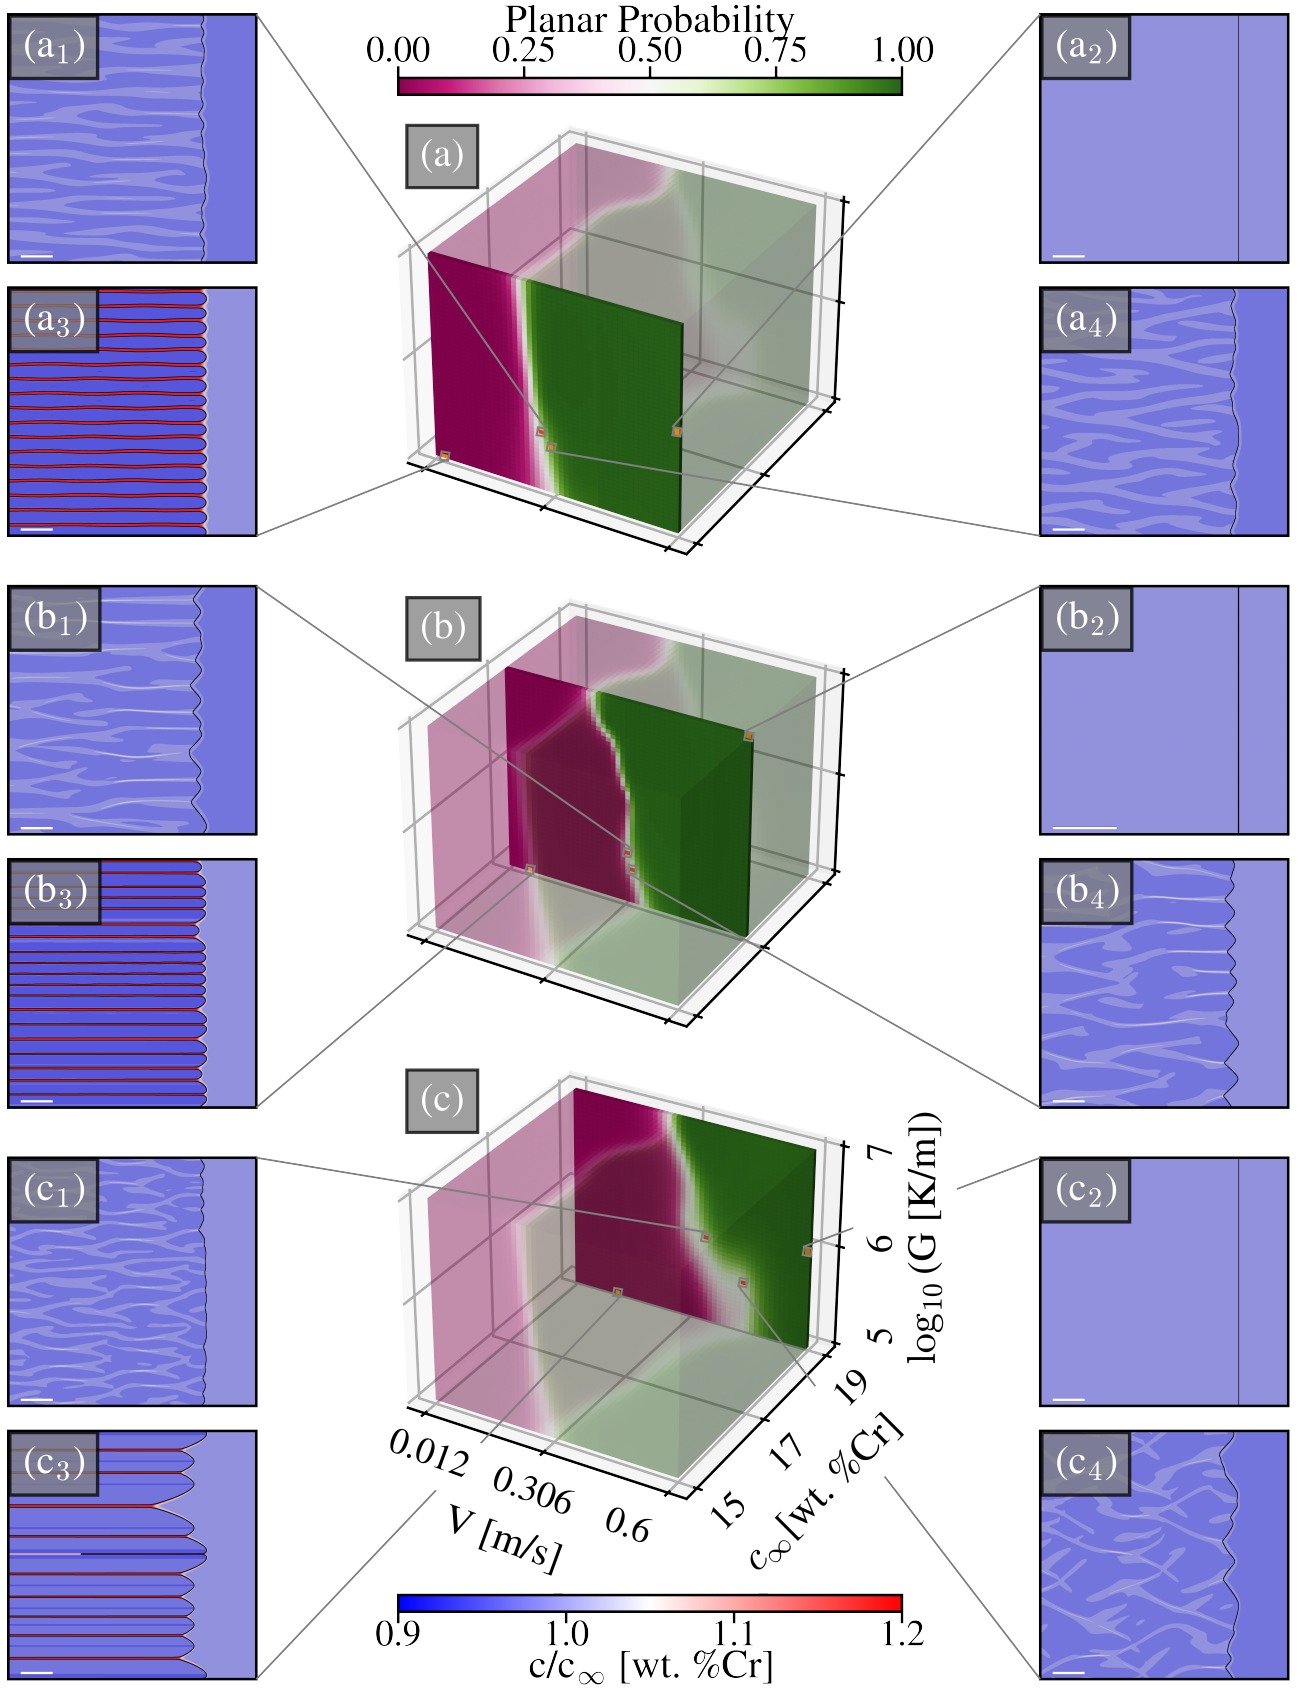 Planar Probability
0.00 0.25 0.50 0.75 1.00
(a₁)
(a₂)
(a)
(a₃)
(a₄)
(b₁)
(b)
(b₂)
(b₃)
(b₄)
(c)
(c₁)
(c₂)
7
6
5
log₁₀(G [K/m])
19
17
15
c∞[wt. %Cr]
0.012
0.306
0.6
V [m/s]
(c₃)
(c₄)
0.9 1.0 1.1 1.2
c/c∞ [wt. %Cr]